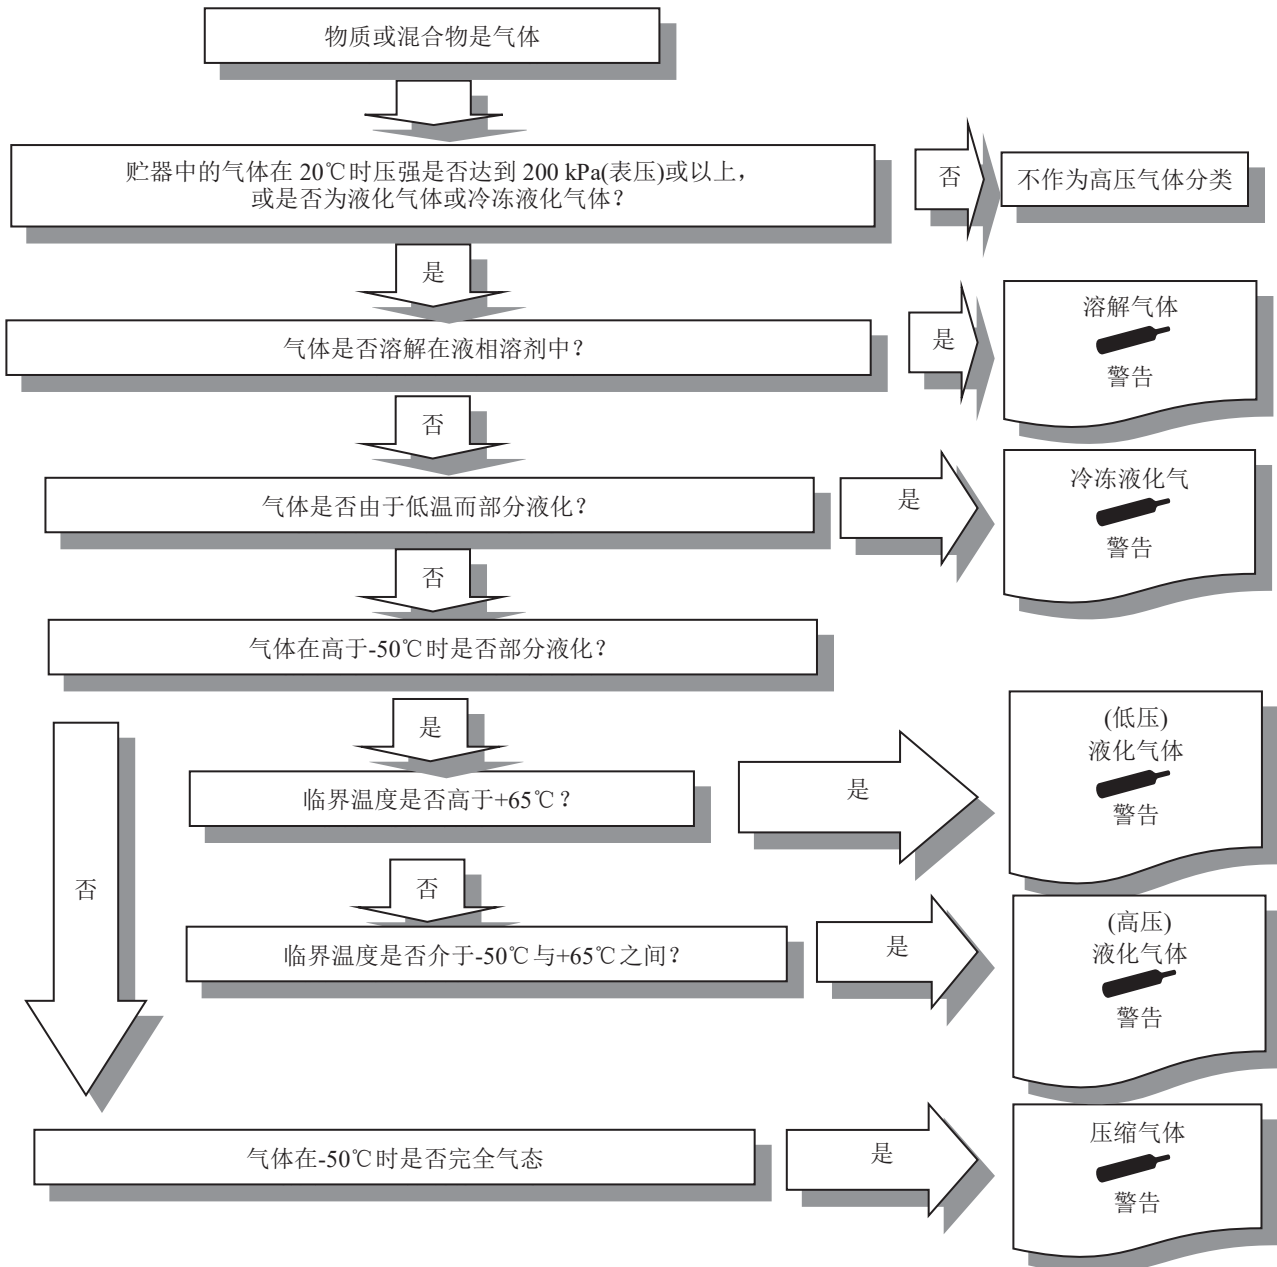 物质或混合物是气体
贮器中的气体在 20℃时压强是否达到 200 kPa(表压)或以上，
或是否为液化气体或冷冻液化气体？
否
不作为高压气体分类
是
气体是否溶解在液相溶剂中？
是
溶解气体
警告
否
气体是否由于低温而部分液化？
是
冷冻液化气
警告
否
气体在高于-50℃时是否部分液化？
是
临界温度是否高于+65℃？
是
(低压)
液化气体
警告
否
否
临界温度是否介于-50℃与+65℃之间？
是
(高压)
液化气体
警告
气体在-50℃时是否完全气态
是
压缩气体
警告